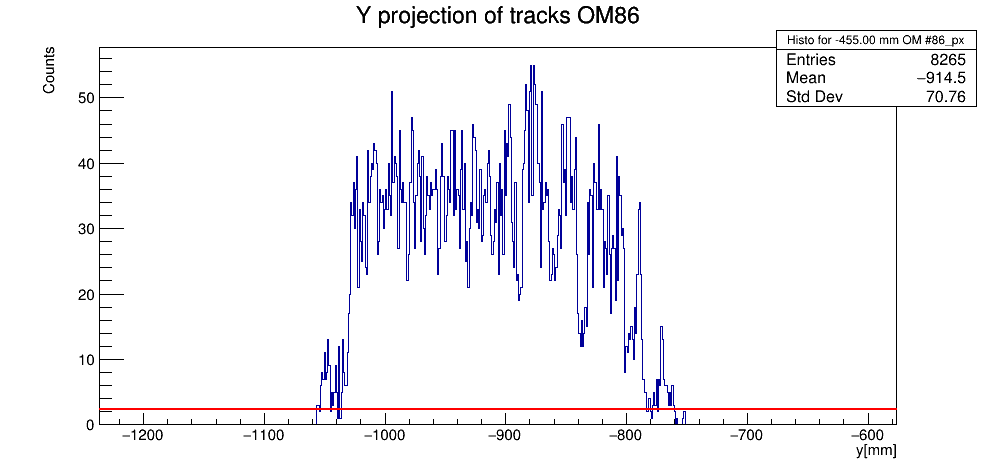 Y projection of tracks OM86
Histo for -455.00 mm OM #86_px
Entries 8265
Mean −914.5
Std Dev 70.76
Counts
50
40
30
20
10
0
−1200 −1100 −1000 −900 −800 −700 −600
y[mm]